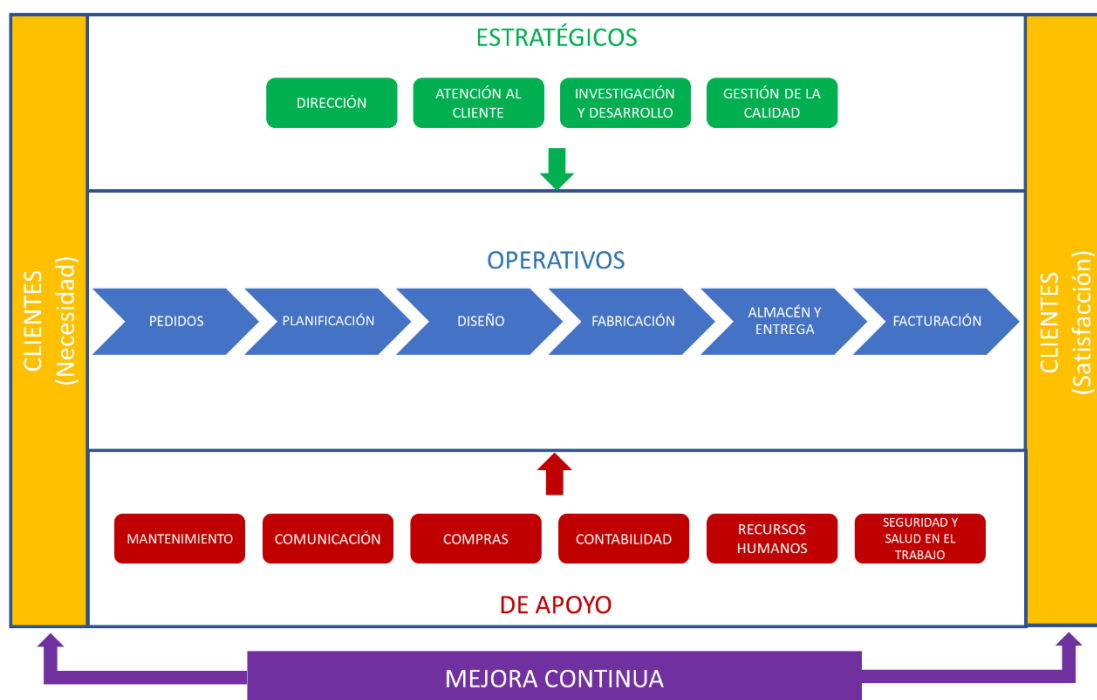 ESTRATÉGICOS
DIRECCIÓN
ATENCIÓN AL
CLIENTE
INVESTIGACIÓN
Y DESARROLLO
GESTIÓN DE LA
CALIDAD
CLIENTES
(Necesidad)
OPERATIVOS
PEDIDOS
PLANIFICACIÓN
DISEÑO
FABRICACIÓN
ALMACÉN Y
ENTREGA
FACTURACIÓN
CLIENTES
(Satisfacción)
MANTENIMIENTO
COMUNICACIÓN
COMPRAS
CONTABILIDAD
RECURSOS
HUMANOS
SEGURIDAD Y
SALUD EN EL
TRABAJO
DE APOYO
MEJORA CONTINUA